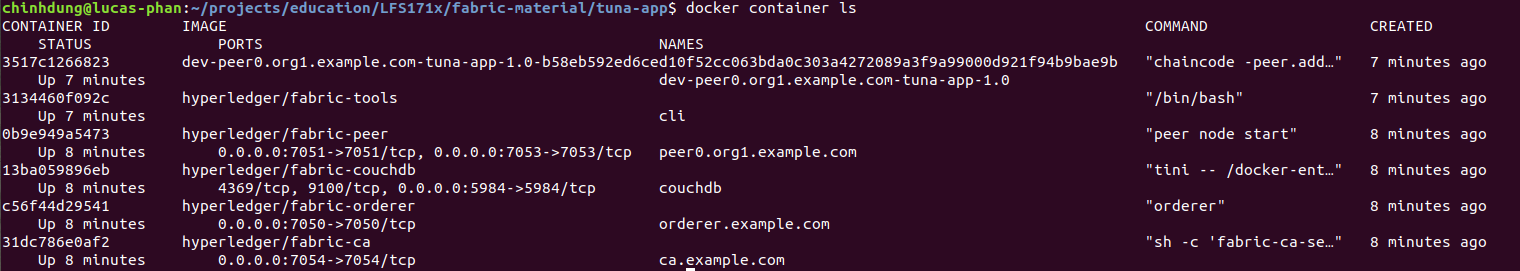 chinhdung@lucas-phan:~/projects/education/LFS171x/fabric-material/tuna-app$ docker container ls
CONTAINER ID        IMAGE                                                                                                      COMMAND                  CREATED
    STATUS              PORTS                                            NAMES
3517c1266823        dev-peer0.org1.example.com-tuna-app-1.0-b58eb592ed6ced10f52cc063bda0c303a4272089a3f9a99000d921f94b9bae9b   "chaincode -peer.add…"   7 minutes ago
    Up 7 minutes                                                         dev-peer0.org1.example.com-tuna-app-1.0
3134460f092c        hyperledger/fabric-tools                                                                                   "/bin/bash"              7 minutes ago
    Up 7 minutes                                                         cli
0b9e949a5473        hyperledger/fabric-peer                                                                                    "peer node start"        8 minutes ago
    Up 8 minutes        0.0.0.0:7051->7051/tcp, 0.0.0.0:7053->7053/tcp   peer0.org1.example.com
13ba059896eb        hyperledger/fabric-couchdb                                                                                 "tini -- /docker-ent…"   8 minutes ago
    Up 8 minutes        4369/tcp, 9100/tcp, 0.0.0.0:5984->5984/tcp       couchdb
c56f44d29541        hyperledger/fabric-orderer                                                                                 "orderer"                8 minutes ago
    Up 8 minutes        0.0.0.0:7050->7050/tcp                           orderer.example.com
31dc786e0af2        hyperledger/fabric-ca                                                                                      "sh -c 'fabric-ca-se…"   8 minutes ago
    Up 8 minutes        0.0.0.0:7054->7054/tcp                           ca.example.com